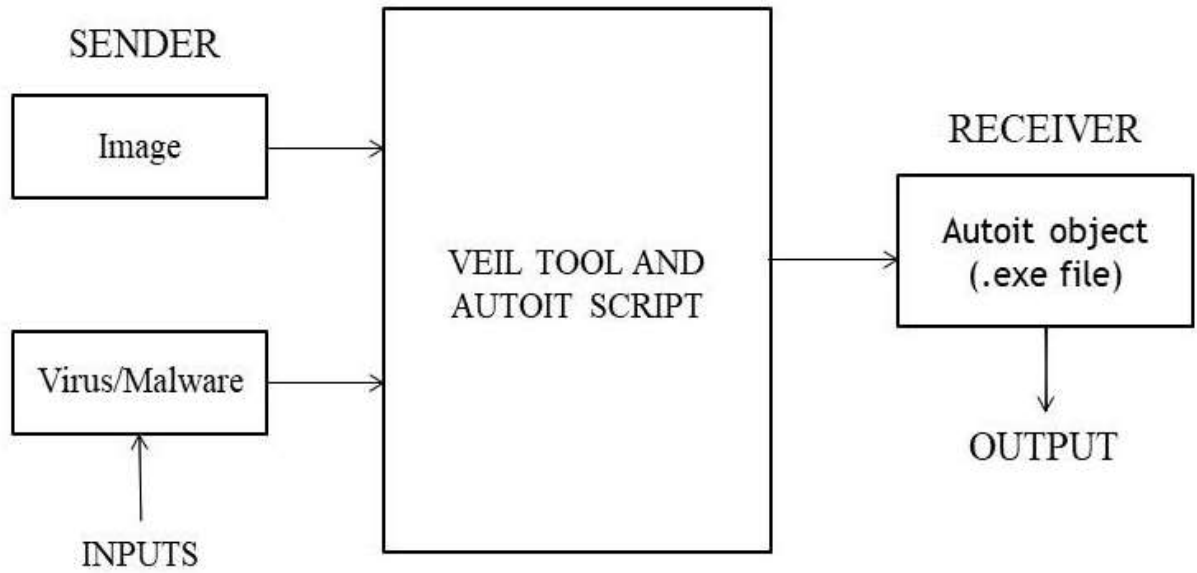 SENDER
Image
Virus/Malware
INPUTS
VEIL TOOL AND
AUTOIT SCRIPT
RECEIVER
Autoit object
(.exe file)
OUTPUT